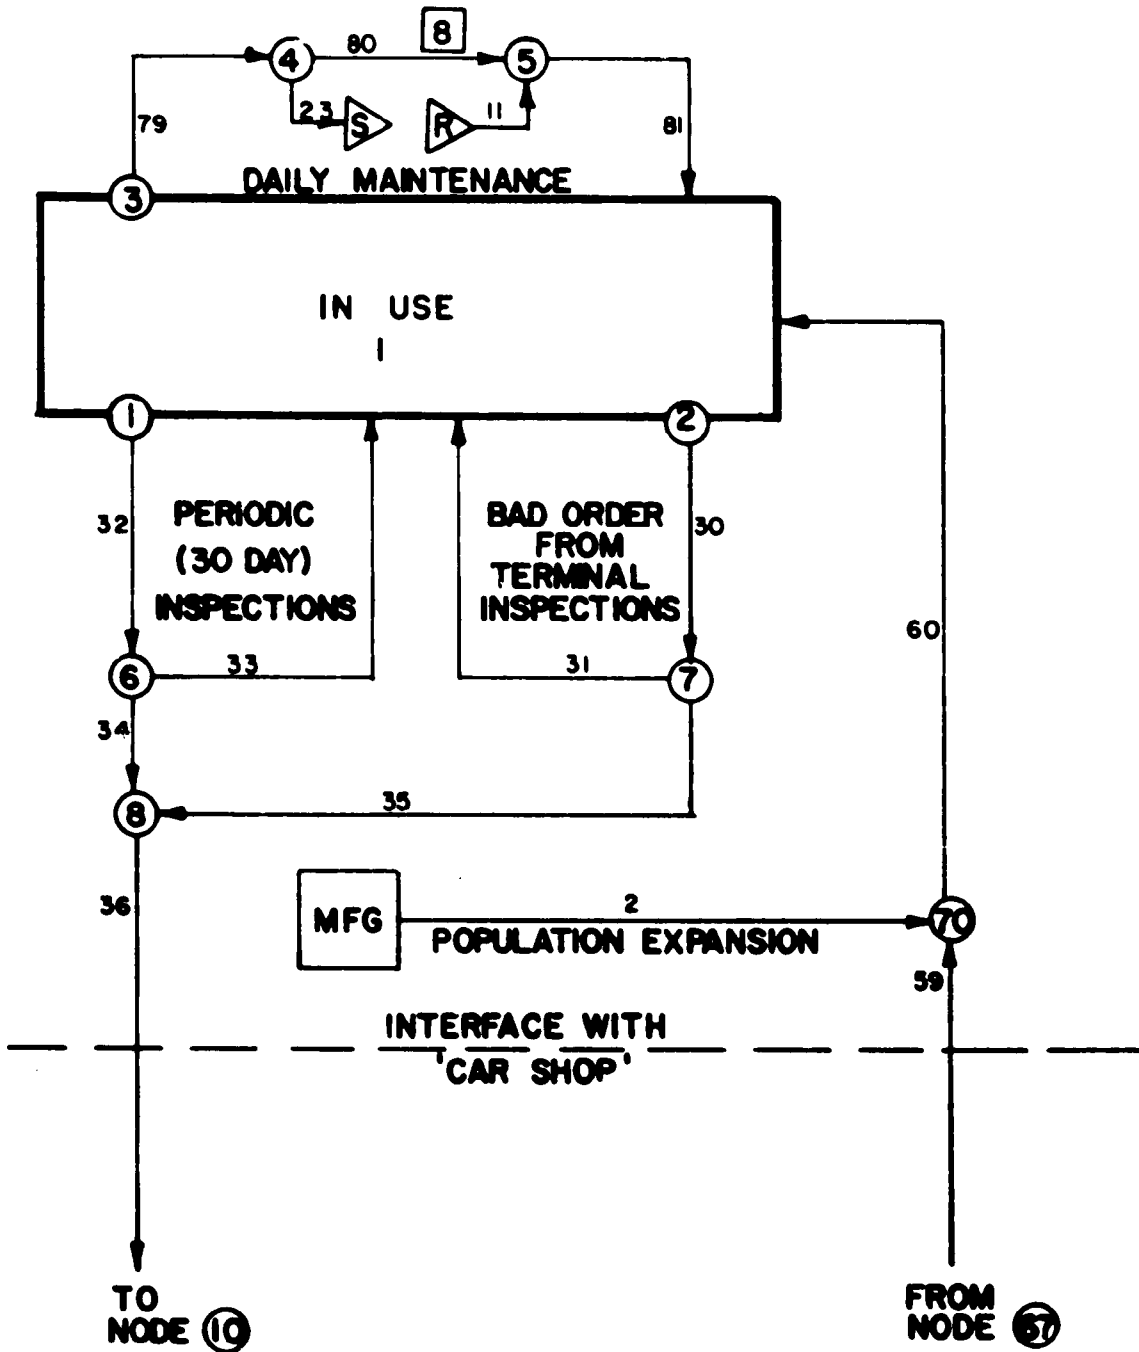 8
4
80
5
23
S
R
11
79
81
DAILY MAINTENANCE
3
IN USE
1
1
2
32
PERIODIC
(30 DAY)
INSPECTIONS
BAD ORDER
FROM
TERMINAL
INSPECTIONS
30
60
6
33
31
7
34
8
35
36
MFG
2
POPULATION EXPANSION
70
59
INTERFACE WITH
'CAR SHOP'
TO
NODE 10
FROM
NODE 67